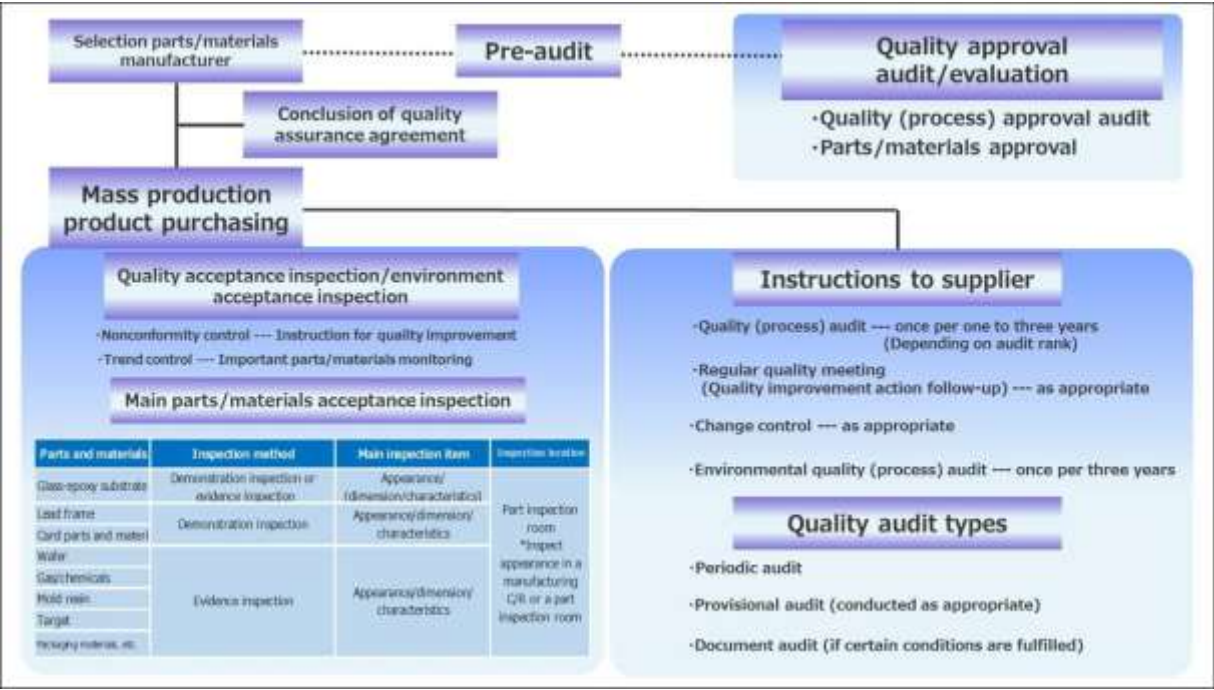 Selection parts/materials
manufacturer
Pre-audit
Quality approval
audit/evaluation
・Quality (process) approval audit
・Parts/materials approval
Conclusion of quality
assurance agreement
Mass production
product purchasing
Quality acceptance inspection/environment
acceptance inspection
・Nonconformity control --- Instruction for quality improvement
・Trend control --- Important parts/materials monitoring
Main parts/materials acceptance inspection
Parts and materials Inspection method Main inspection item Inspection location
Glass-epoxy substrate
Demonstration inspection or
evidence inspection
Appearance/
(dimension/characteristics)
Lead frame
Card parts and materi
Demonstration inspection
Appearance/dimension/
characteristics
Wafer
Gas/chemicals
Mold resin
Target
Packaging materials, etc.
Evidence inspection
Appearance/dimension/
characteristics
Part inspection
room
*Inspect
appearance in a
manufacturing
C/R or a part
inspection room
Instructions to supplier
・Quality (process) audit --- once per one to three years
(Depending on audit rank)
・Regular quality meeting
(Quality improvement action follow-up) --- as appropriate
・Change control --- as appropriate
・Environmental quality (process) audit --- once per three years
Quality audit types
・Periodic audit
・Provisional audit (conducted as appropriate)
・Document audit (if certain conditions are fulfilled)